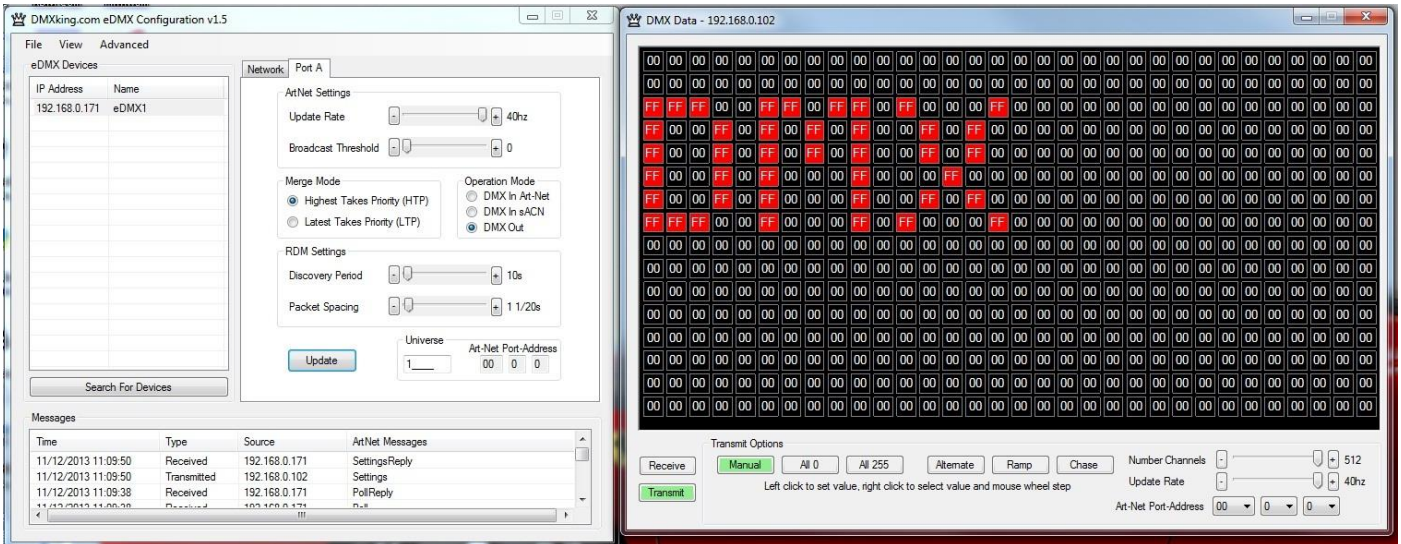 DMXking.com eDMX Configuration v1.5
File View Advanced
eDMX Devices
IP Address Name
192.168.0.171 eDMX1
Search For Devices
Network Port A
ArtNet Settings
Update Rate - + 40hz
Broadcast Threshold - + 0
Merge Mode
Highest Takes Priority (HTP)
Latest Takes Priority (LTP)
Operation Mode
DMX In Art-Net
DMX In sACN
DMX Out
RDM Settings
Discovery Period - + 10s
Packet Spacing - + 1 1/20s
Update
Universe
1____
Art-Net Port-Address
00 0 0
Messages
Time Type Source ArtNet Messages
11/12/2013 11:09:50 Received 192.168.0.171 SettingsReply
11/12/2013 11:09:50 Transmitted 192.168.0.102 Settings
11/12/2013 11:09:38 Received 192.168.0.171 PollReply
DMX Data - 192.168.0.102
00 00 00 00 00 00 00 00 00 00 00 00 00 00 00 00 00 00 00 00 00 00 00 00 00 00 00 00 00 00 00 00
00 00 00 00 00 00 00 00 00 00 00 00 00 00 00 00 00 00 00 00 00 00 00 00 00 00 00 00 00 00 00 00
FF FF FF 00 00 FF FF 00 FF FF 00 FF 00 00 00 FF 00 00 00 00 00 00 00 00 00 00 00 00 00 00 00 00
FF 00 00 FF 00 FF 00 FF 00 FF 00 00 FF 00 FF 00 00 00 00 00 00 00 00 00 00 00 00 00 00 00 00 00
FF 00 00 FF 00 FF 00 FF 00 FF 00 00 FF 00 FF 00 00 00 00 00 00 00 00 00 00 00 00 00 00 00 00 00
FF 00 00 FF 00 FF 00 00 00 FF 00 00 00 FF 00 00 00 00 00 00 00 00 00 00 00 00 00 00 00 00 00 00
FF 00 00 FF 00 FF 00 00 00 FF 00 00 FF 00 FF 00 00 00 00 00 00 00 00 00 00 00 00 00 00 00 00 00
FF FF FF 00 00 FF 00 00 00 FF 00 FF 00 00 00 FF 00 00 00 00 00 00 00 00 00 00 00 00 00 00 00 00
00 00 00 00 00 00 00 00 00 00 00 00 00 00 00 00 00 00 00 00 00 00 00 00 00 00 00 00 00 00 00 00
00 00 00 00 00 00 00 00 00 00 00 00 00 00 00 00 00 00 00 00 00 00 00 00 00 00 00 00 00 00 00 00
00 00 00 00 00 00 00 00 00 00 00 00 00 00 00 00 00 00 00 00 00 00 00 00 00 00 00 00 00 00 00 00
00 00 00 00 00 00 00 00 00 00 00 00 00 00 00 00 00 00 00 00 00 00 00 00 00 00 00 00 00 00 00 00
00 00 00 00 00 00 00 00 00 00 00 00 00 00 00 00 00 00 00 00 00 00 00 00 00 00 00 00 00 00 00 00
00 00 00 00 00 00 00 00 00 00 00 00 00 00 00 00 00 00 00 00 00 00 00 00 00 00 00 00 00 00 00 00
00 00 00 00 00 00 00 00 00 00 00 00 00 00 00 00 00 00 00 00 00 00 00 00 00 00 00 00 00 00 00 00
00 00 00 00 00 00 00 00 00 00 00 00 00 00 00 00 00 00 00 00 00 00 00 00 00 00 00 00 00 00 00 00
Receive
Transmit
Transmit Options
Manual All 0 All 255 Alternate Ramp Chase
Left click to set value, right click to select value and mouse wheel step
Number Channels - + 512
Update Rate - + 40hz
Art-Net Port-Address 00 0 0